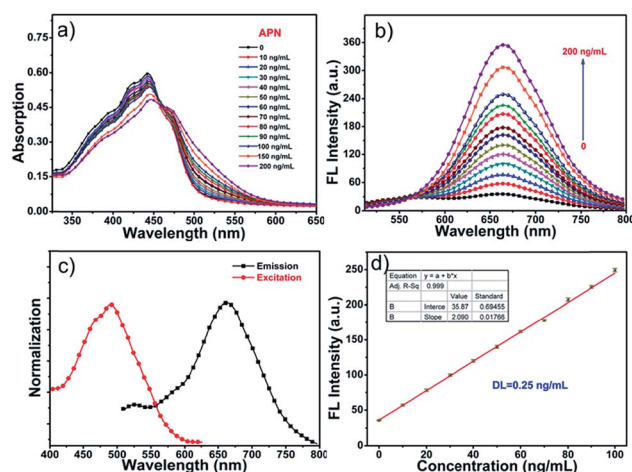 a)
APN
0
10 ng/mL
20 ng/mL
30 ng/mL
40 ng/mL
50 ng/mL
60 ng/mL
70 ng/mL
80 ng/mL
90 ng/mL
100 ng/mL
150 ng/mL
200 ng/mL
0.60
0.45
0.30
0.15
0.00
Absorption
350 400 450 500 550 600 650
Wavelength (nm)
b)
200 ng/mL
0
360
300
240
180
120
60
0
FL Intensity (a.u.)
500 550 600 650 700 750 800
Wavelength (nm)
c)
Emission
Excitation
Normalization
400 450 500 550 600 650 700 750 800
Wavelength (nm)
d)
Equation y = a + b*x
Adj. R-Sq 0.999
Value Standard
B Interce 35.87 0.69455
B Slope 2.090 0.01766
DL=0.25 ng/mL
250
200
150
100
50
0
FL Intensity (a.u.)
0 20 40 60 80 100
Concentration (ng/mL)